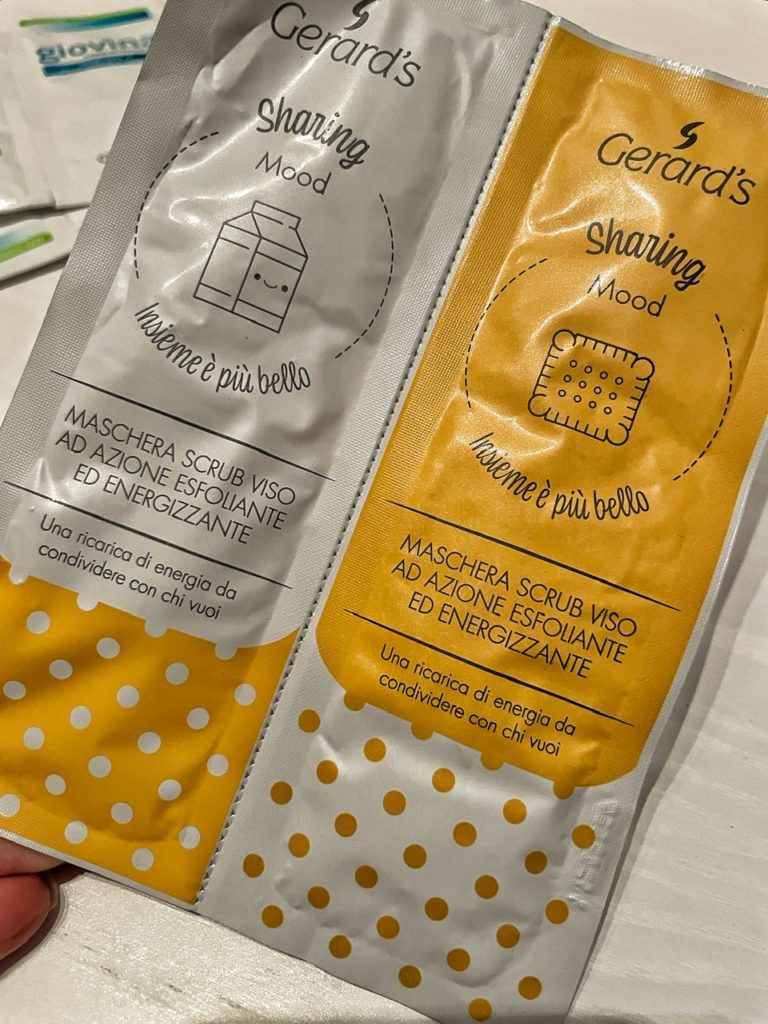 giovina
Gerard's
Sharing
Mood
Insieme è più bello
MASCHERA SCRUB VISO
AD AZIONE ESFOLIANTE
ED ENERGIZZANTE
Una ricarica di energia da
condividere con chi vuoi
Gerard's
Sharing
Mood
Insieme è più bello
MASCHERA SCRUB VISO
AD AZIONE ESFOLIANTE
ED ENERGIZZANTE
Una ricarica di energia da
condividere con chi vuoi